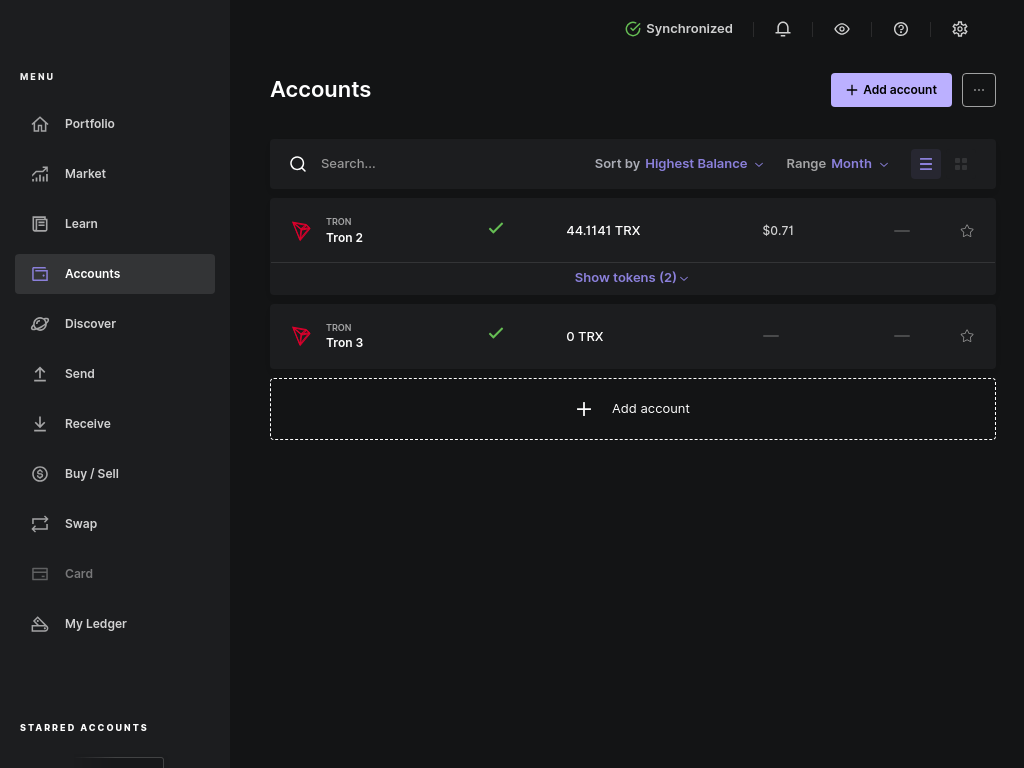 Synchronized
MENU
Portfolio
Market
Learn
Accounts
Discover
Send
Receive
Buy / Sell
Swap
Card
My Ledger
STARRED ACCOUNTS
Accounts
Add account
Search...
Sort by Highest Balance
Range Month
TRON
Tron 2
44.1141 TRX
$0.71
—
Show tokens (2)
TRON
Tron 3
0 TRX
—
—
Add account